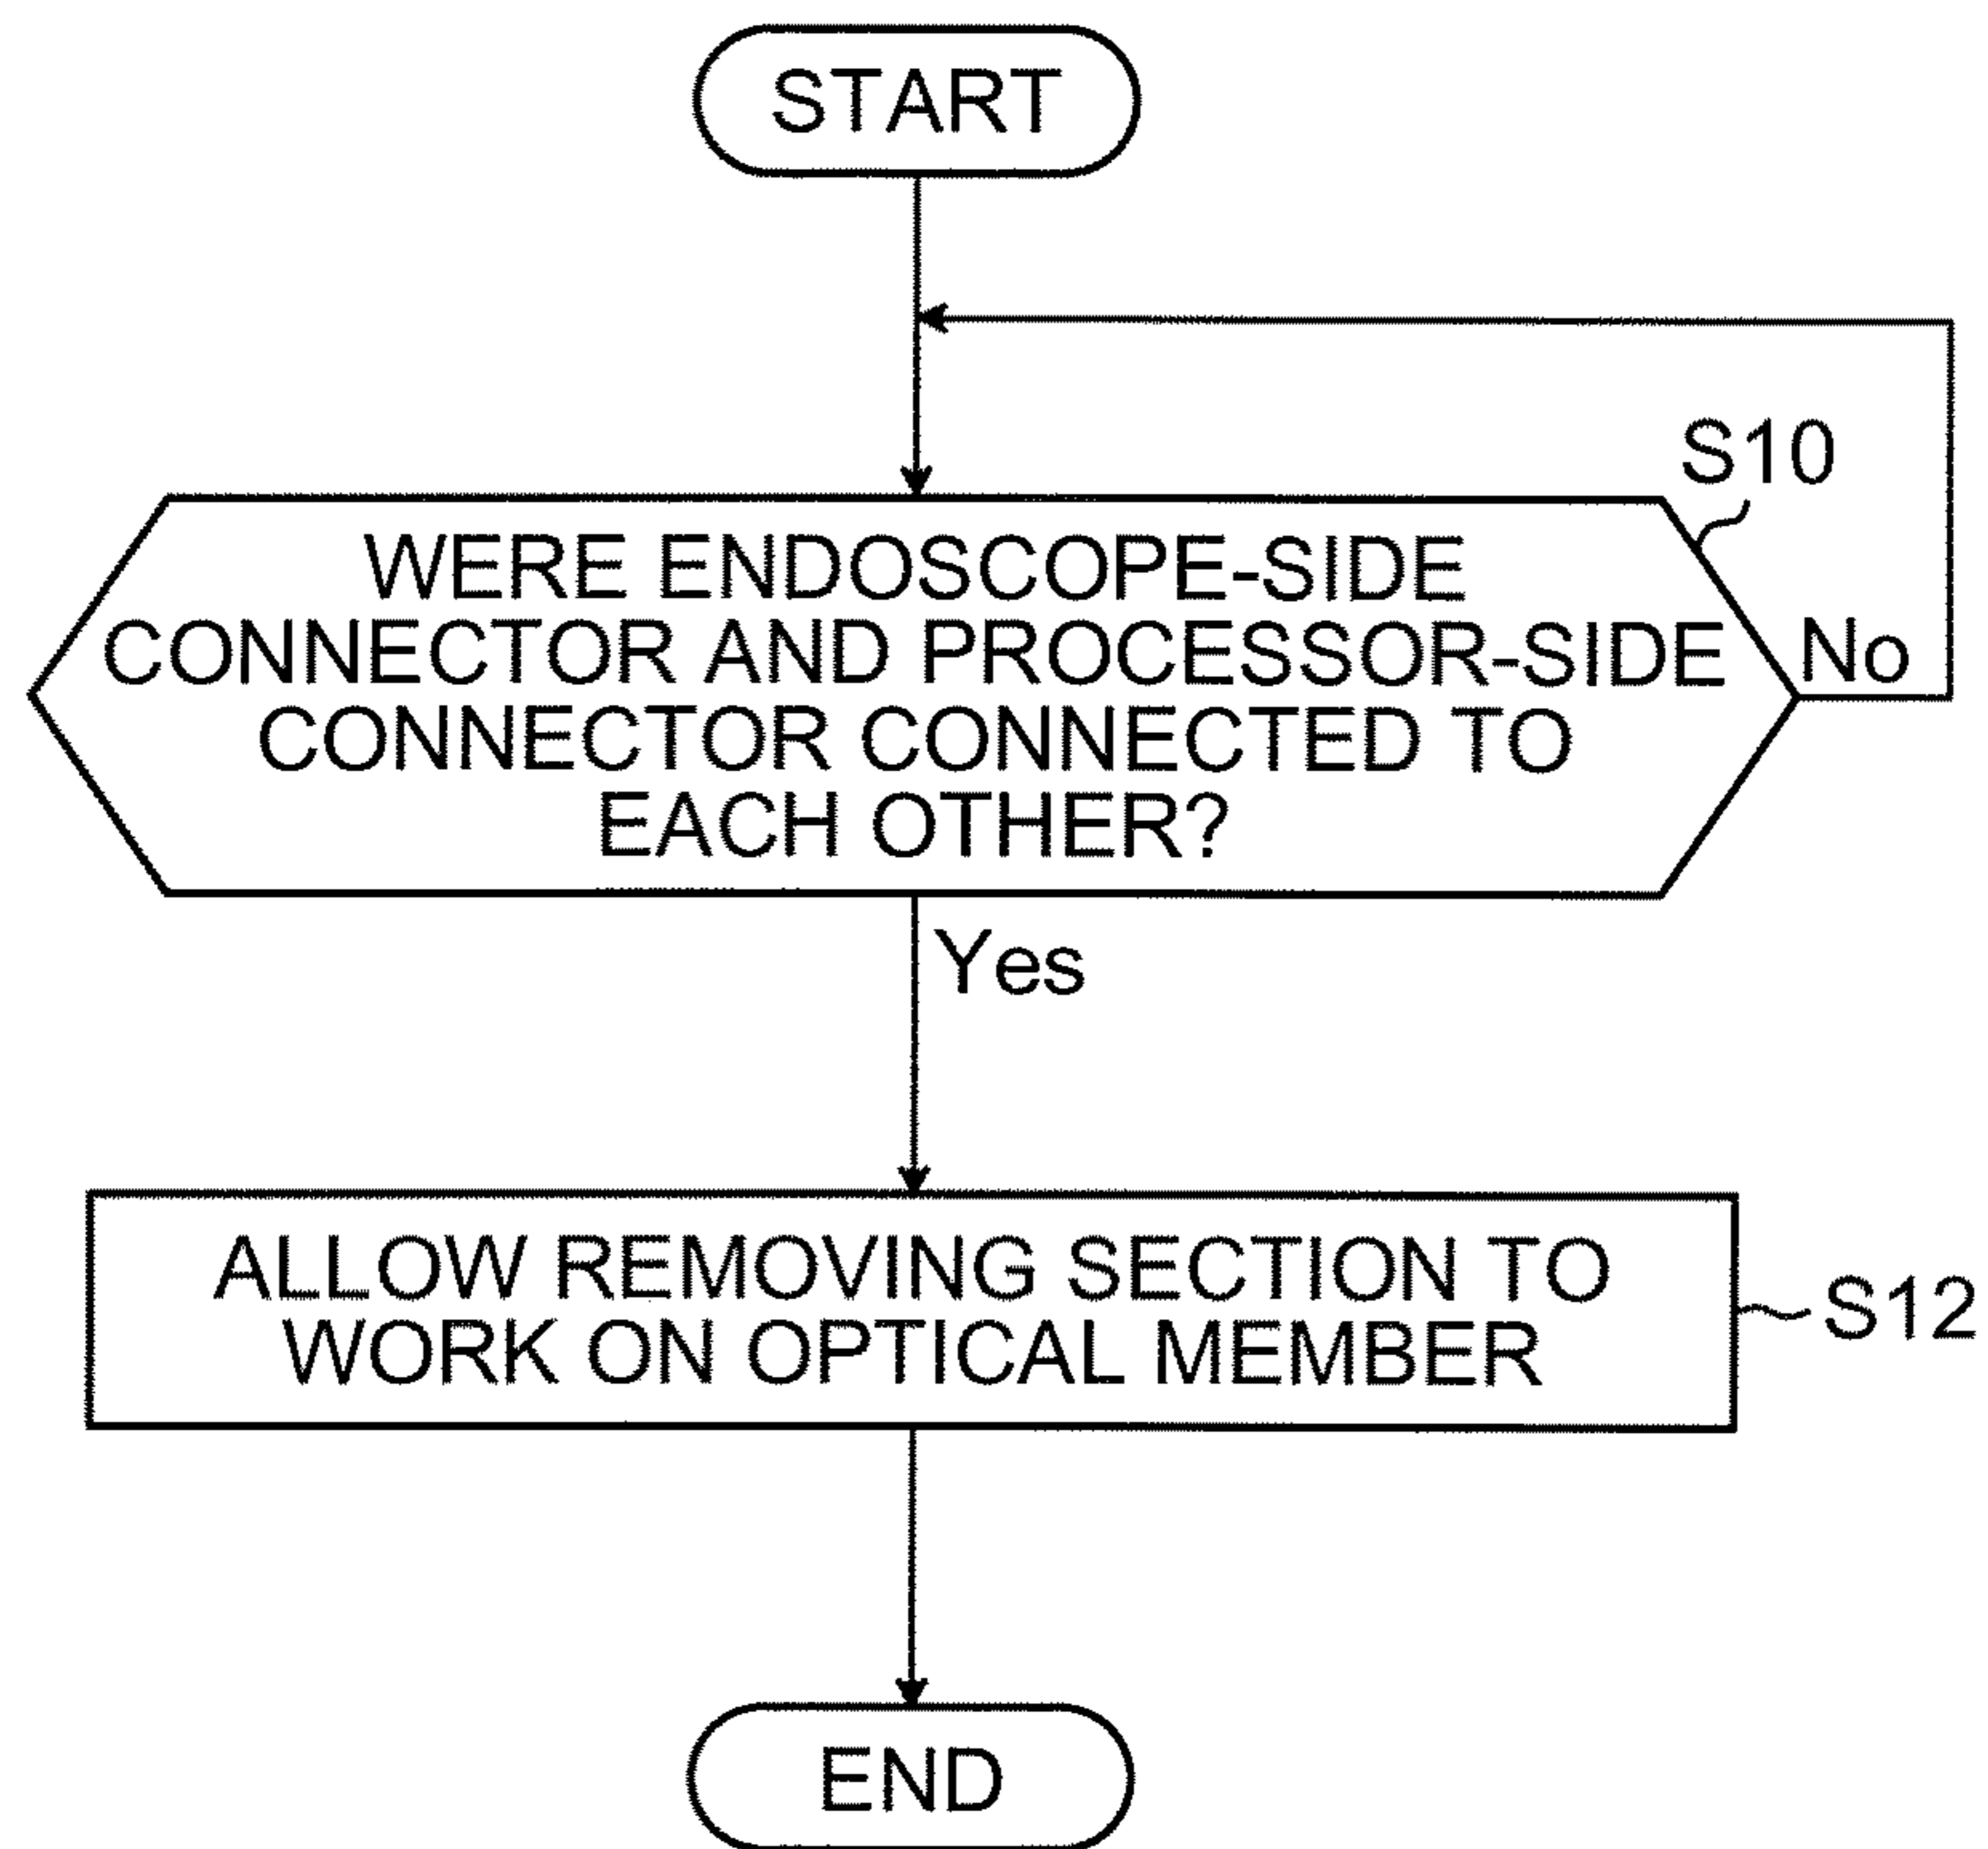 START
S10
WERE ENDOSCOPE-SIDE
CONNECTOR AND PROCESSOR-SIDE
CONNECTOR CONNECTED TO
EACH OTHER?
No
Yes
ALLOW REMOVING SECTION TO
WORK ON OPTICAL MEMBER
S12
END